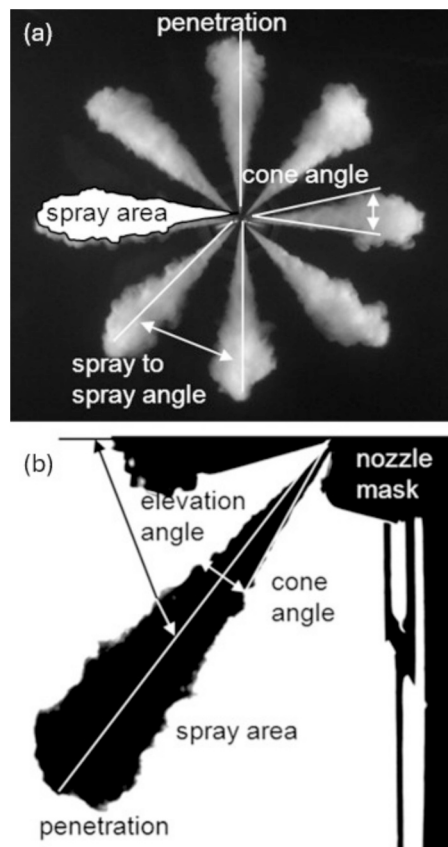 (a)
penetration
cone angle
spray area
spray to
spray angle
(b)
nozzle
mask
elevation
angle
cone
angle
spray area
penetration